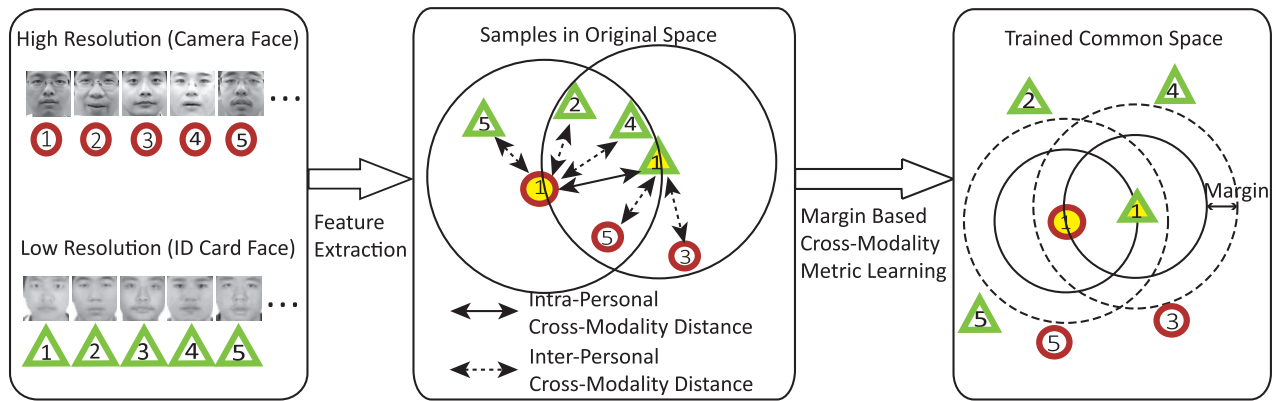 High Resolution (Camera Face)
...
1 2 3 4 5
Low Resolution (ID Card Face)
...
1 2 3 4 5
Feature
Extraction
Samples in Original Space
5 2 4 1
1
5 3
Intra-Personal
Cross-Modality Distance
Inter-Personal
Cross-Modality Distance
Margin Based
Cross-Modality
Metric Learning
Trained Common Space
2 4
Margin
1 1
5 3
5